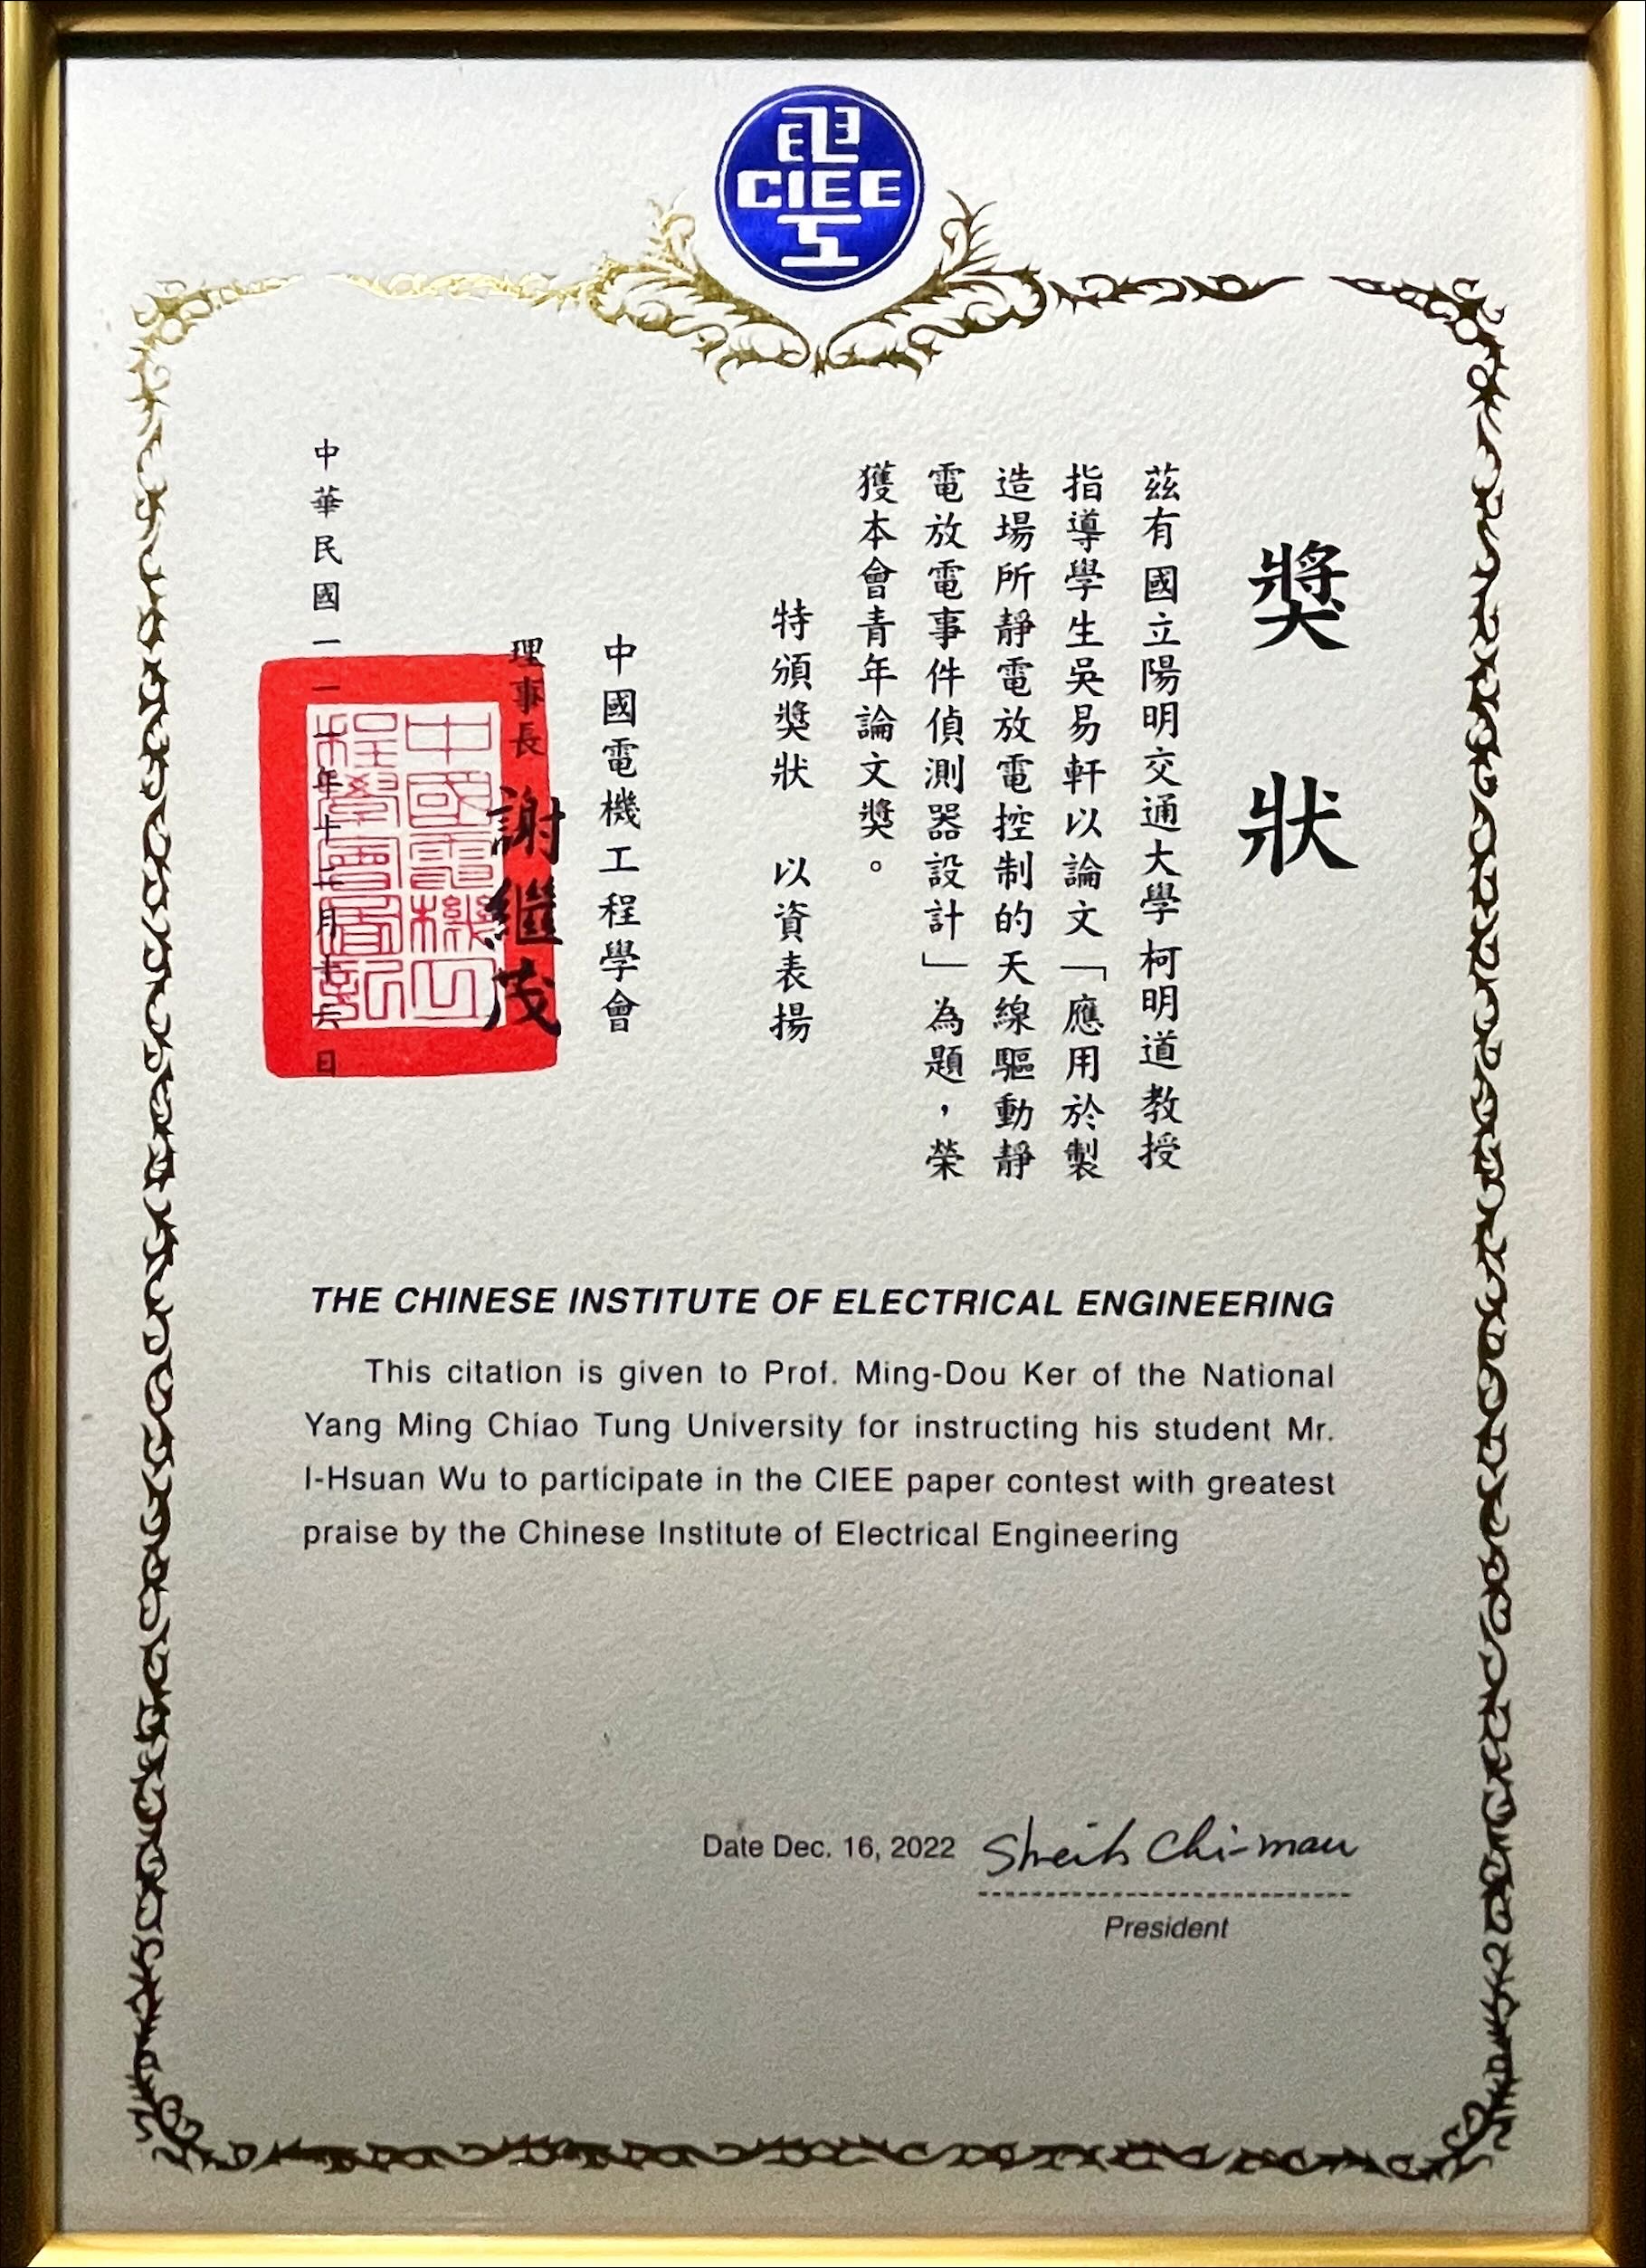 電
CIEE
工
獎狀
茲有國立陽明交通大學柯明道教授
指導學生吳易軒以論文「應用於製
造場所靜電放電控制的天線驅動靜
電放電事件偵測器設計」為題，榮
獲本會青年論文獎。
特頒獎狀 以資表揚
中國電機工程學會
理事長 謝繼茂
中華民國一一一年十二月十六日
THE CHINESE INSTITUTE OF ELECTRICAL ENGINEERING
This citation is given to Prof. Ming-Dou Ker of the National
Yang Ming Chiao Tung University for instructing his student Mr.
I-Hsuan Wu to participate in the CIEE paper contest with greatest
praise by the Chinese Institute of Electrical Engineering
Date Dec. 16, 2022 Sheih Chi-mau
President